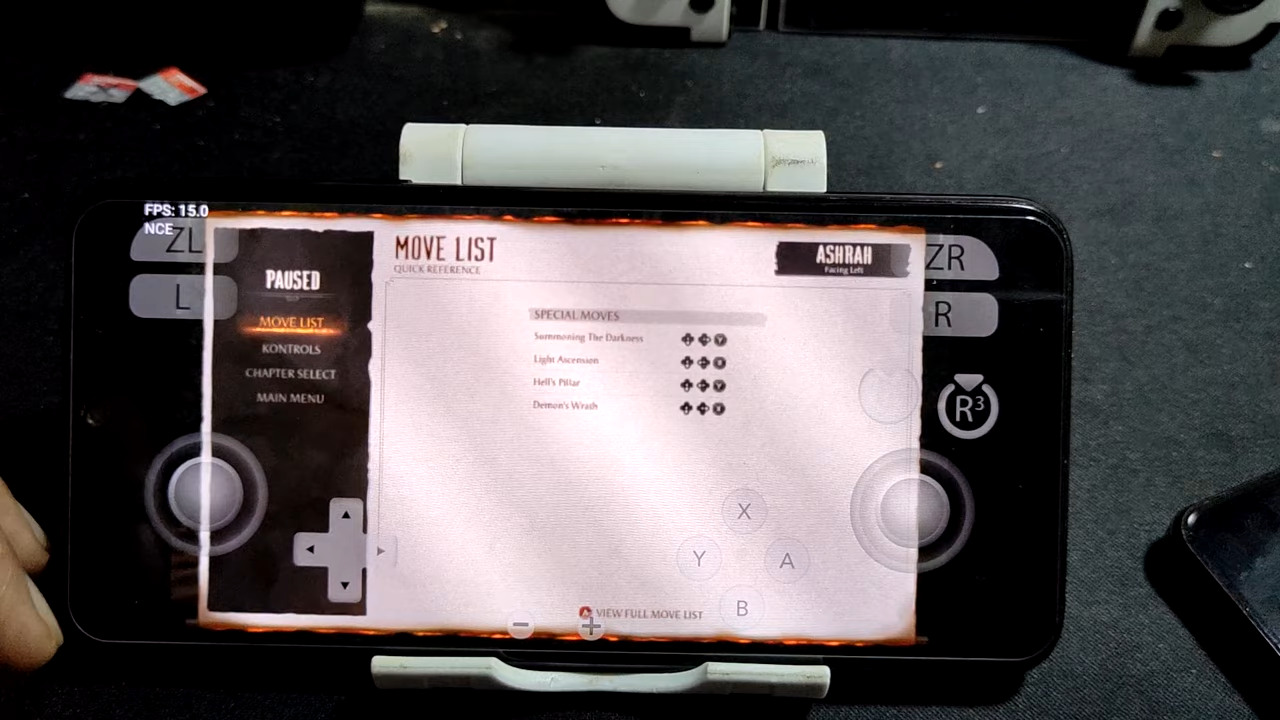 FPS: 15.0
NCE
ZL
L
PAUSED
MOVE LIST
KONTROLS
CHAPTER SELECT
MAIN MENU
MOVE LIST
QUICK REFERENCE
ASHRAH
Facing Left
SPECIAL MOVES
Summoning The Darkness
Light Ascension
Hell's Pillar
Demon's Wrath
ZR
R
R3
X
Y
A
B
A VIEW FULL MOVE LIST